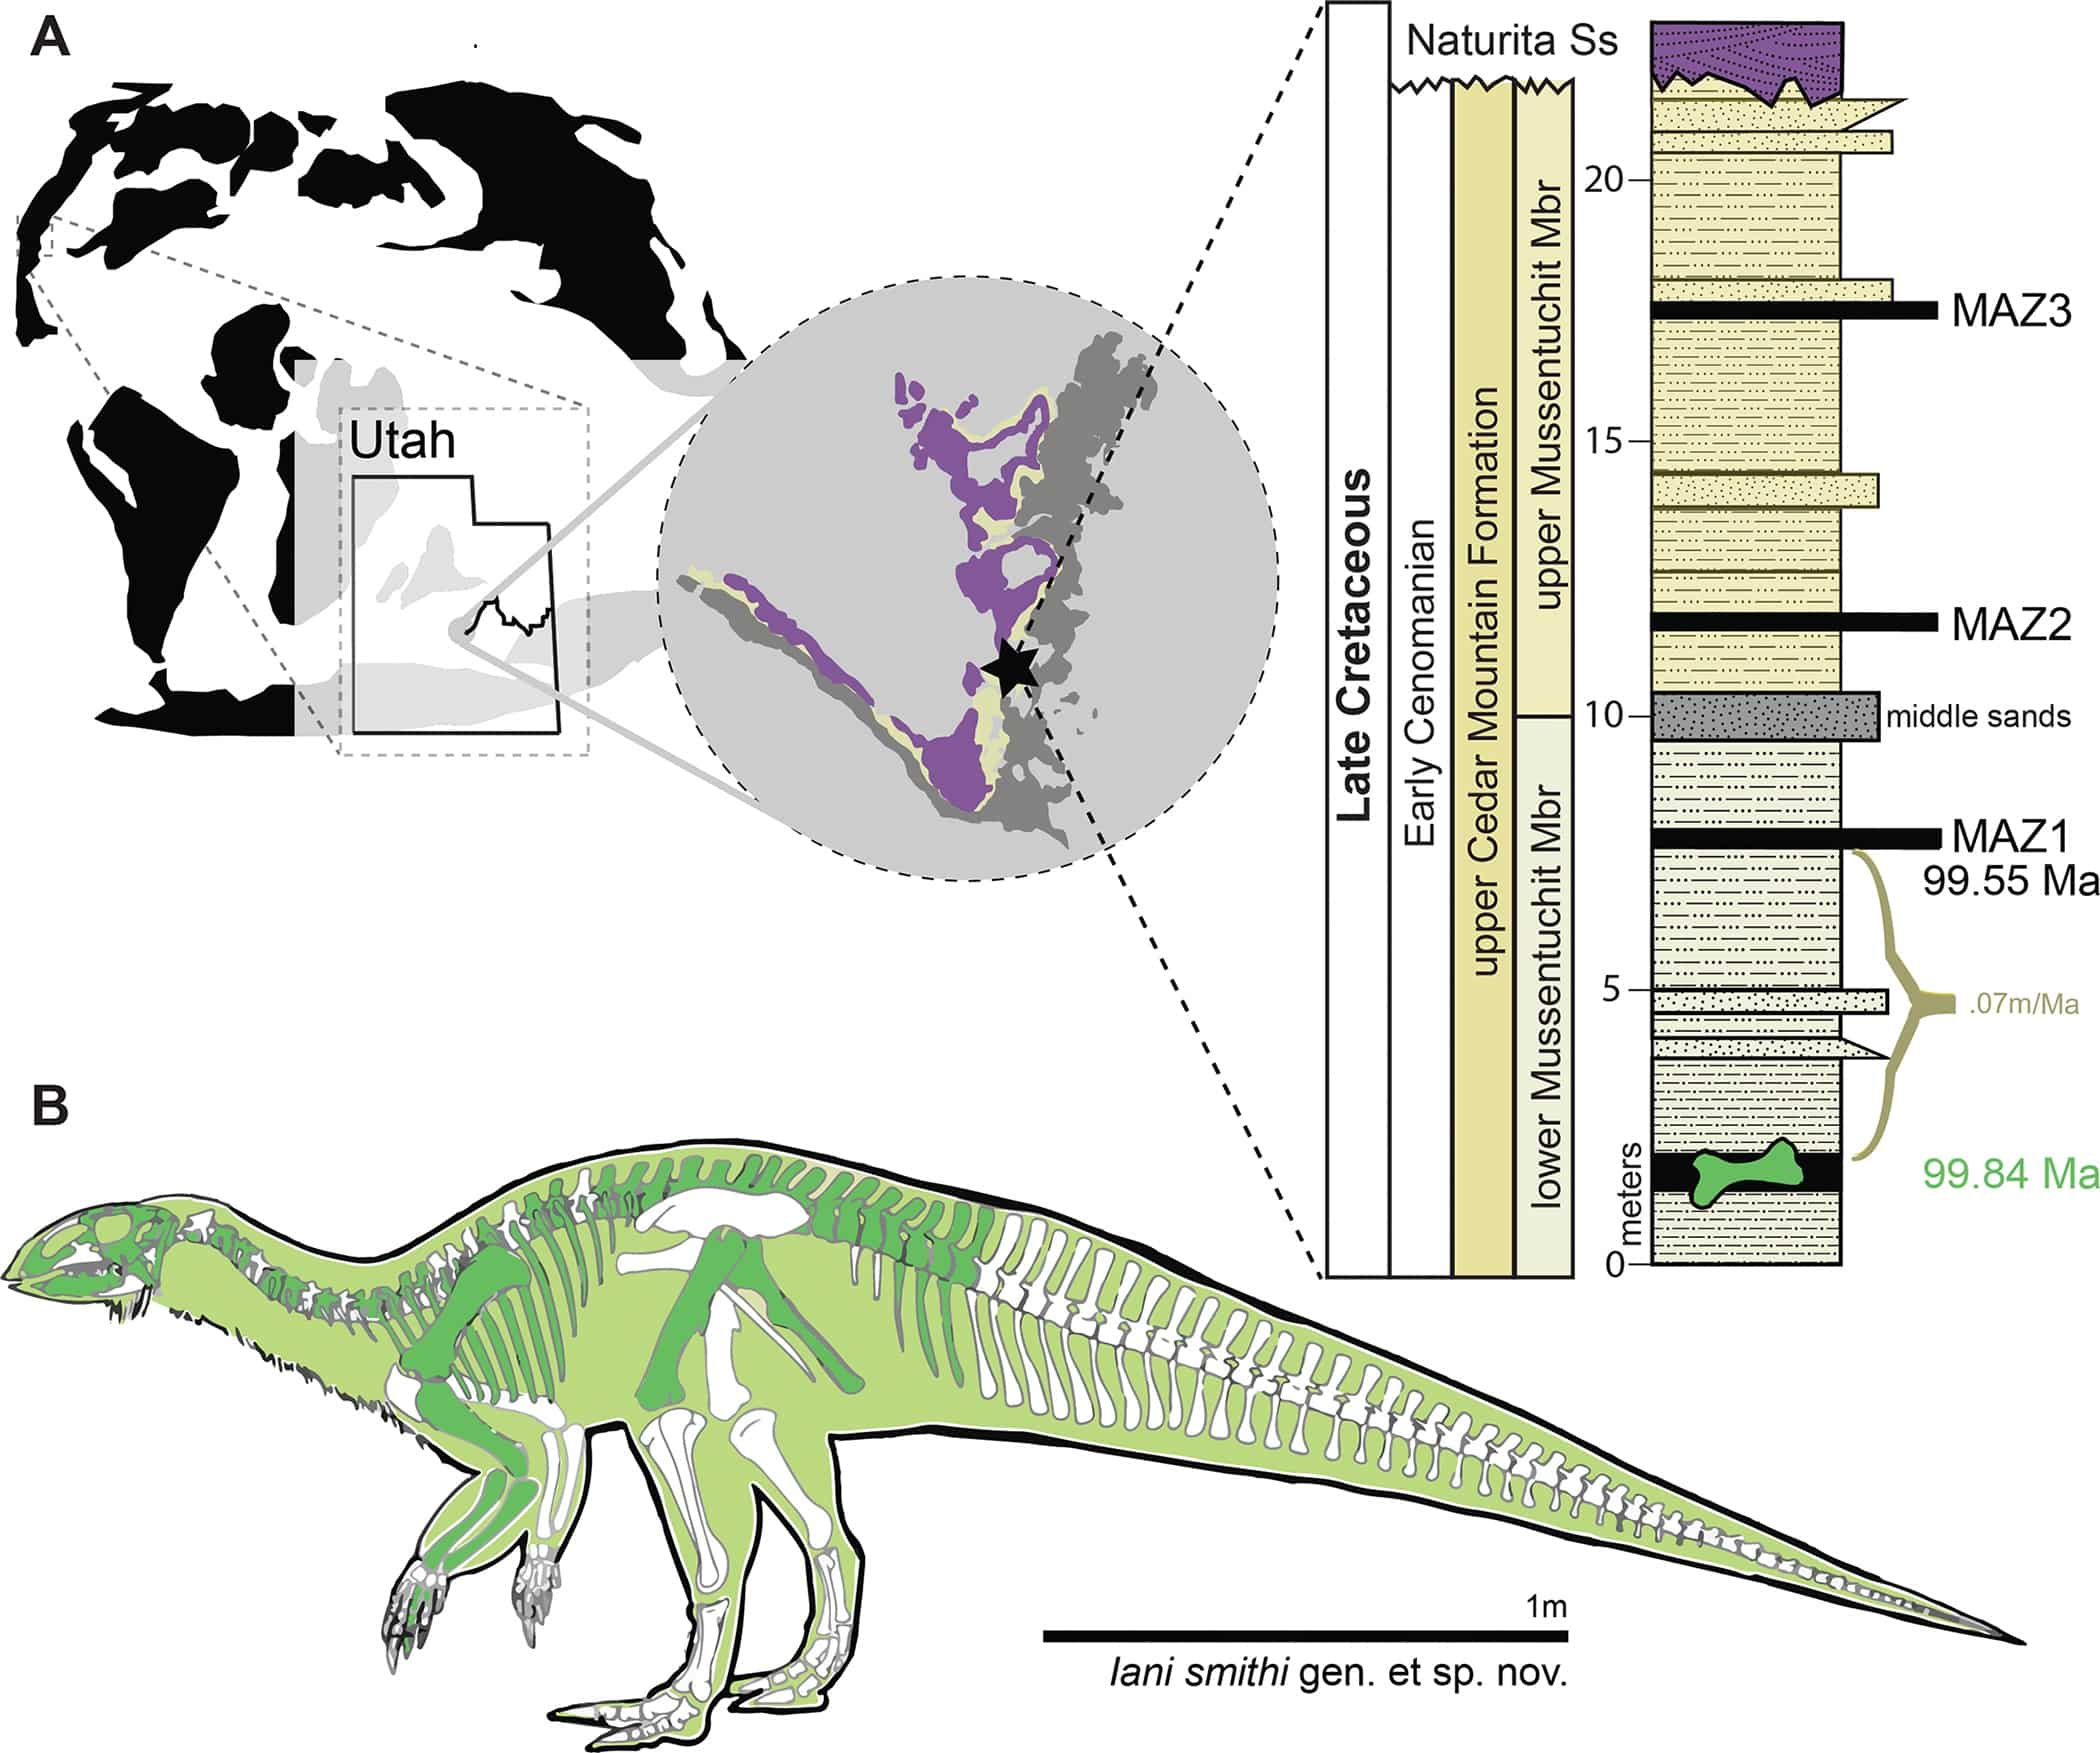 A
Utah
Naturita Ss
Late Cretaceous
Early Cenomanian
upper Cedar Mountain Formation
upper Mussentuchit Mbr
lower Mussentuchit Mbr
20
15
10
5
0
meters
MAZ3
MAZ2
middle sands
MAZ1
99.55 Ma
.07m/Ma
99.84 Ma
B
1m
Iani smithi gen. et sp. nov.